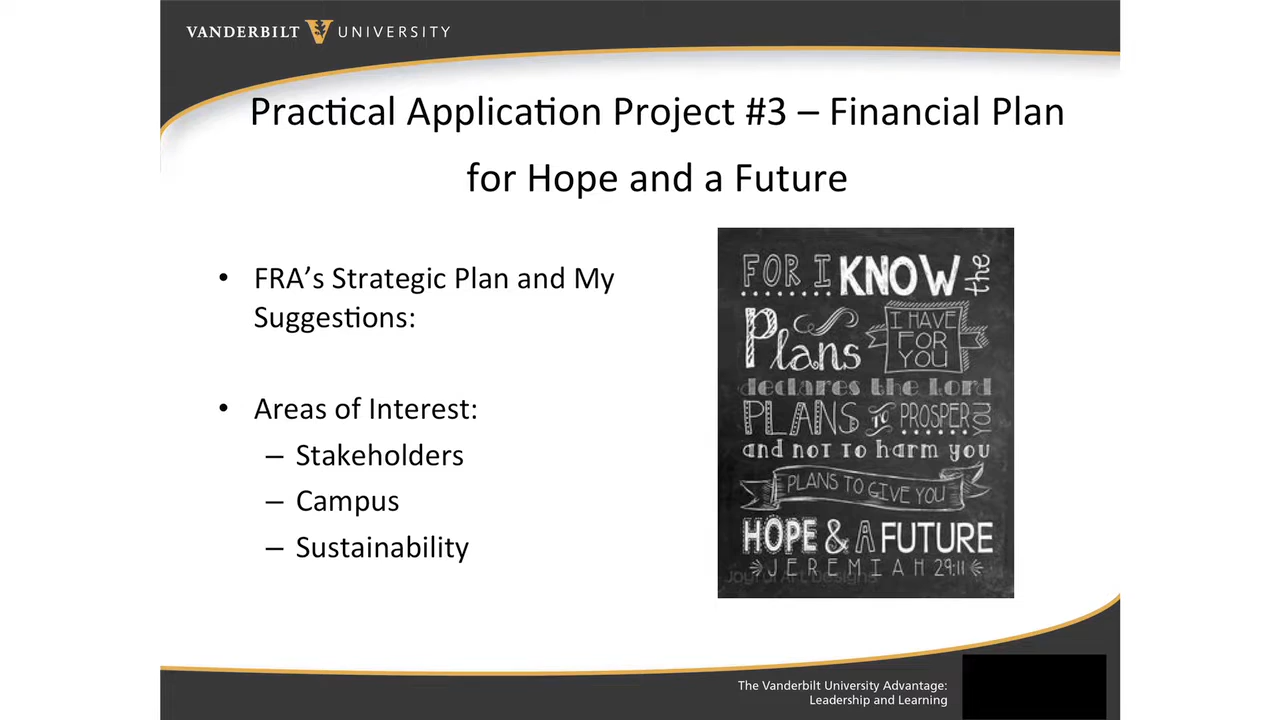 VANDERBILT UNIVERSITY
Practical Application Project #3 – Financial Plan
for Hope and a Future
• FRA’s Strategic Plan and My
Suggestions:
• Areas of Interest:
– Stakeholders
– Campus
– Sustainability
FOR I KNOW the
Plans I HAVE
FOR
YOU
declares the Lord
PLANS TO PROSPER YOU
and not to harm you
PLANS TO GIVE YOU
HOPE & A FUTURE
JEREMIAH 29:11
Joyful Art Designs
The Vanderbilt University Advantage:
Leadership and Learning